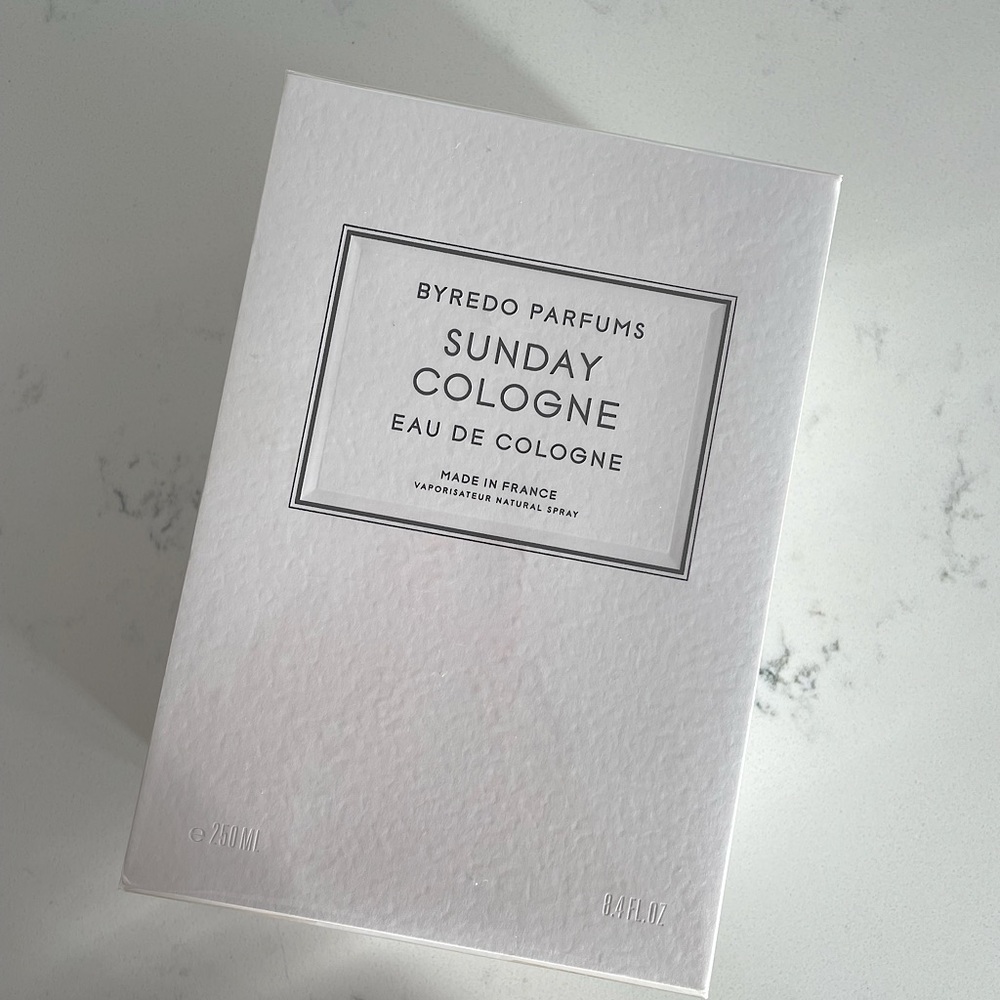 BYREDO PARFUMS
SUNDAY
COLOGNE
EAU DE COLOGNE
MADE IN FRANCE
VAPORISATEUR NATURAL SPRAY
℮ 250 ML
8.4 FL.OZ